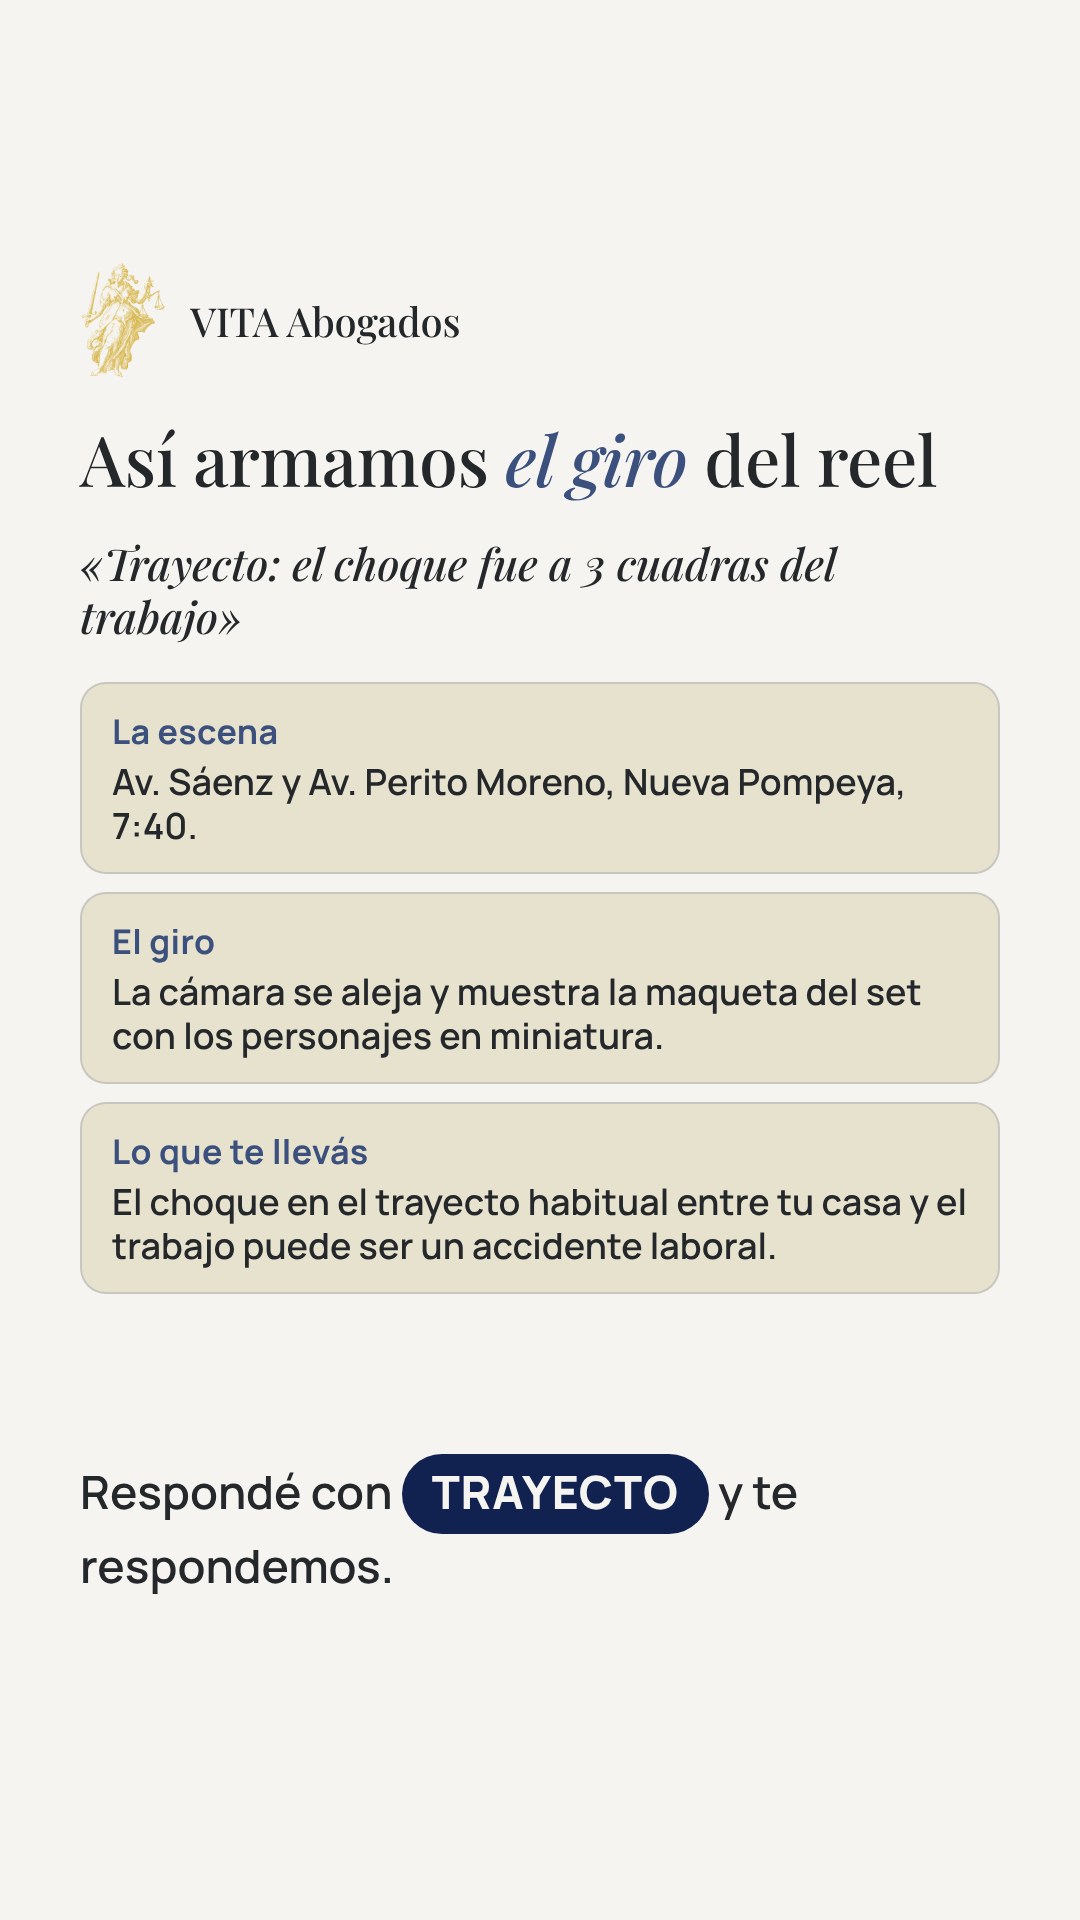 VITA Abogados
Así armamos el giro del reel
«Trayecto: el choque fue a 3 cuadras del
trabajo»
La escena
Av. Sáenz y Av. Perito Moreno, Nueva Pompeya,
7:40.
El giro
La cámara se aleja y muestra la maqueta del set
con los personajes en miniatura.
Lo que te llevás
El choque en el trayecto habitual entre tu casa y el
trabajo puede ser un accidente laboral.
Respondé con TRAYECTO y te
respondemos.